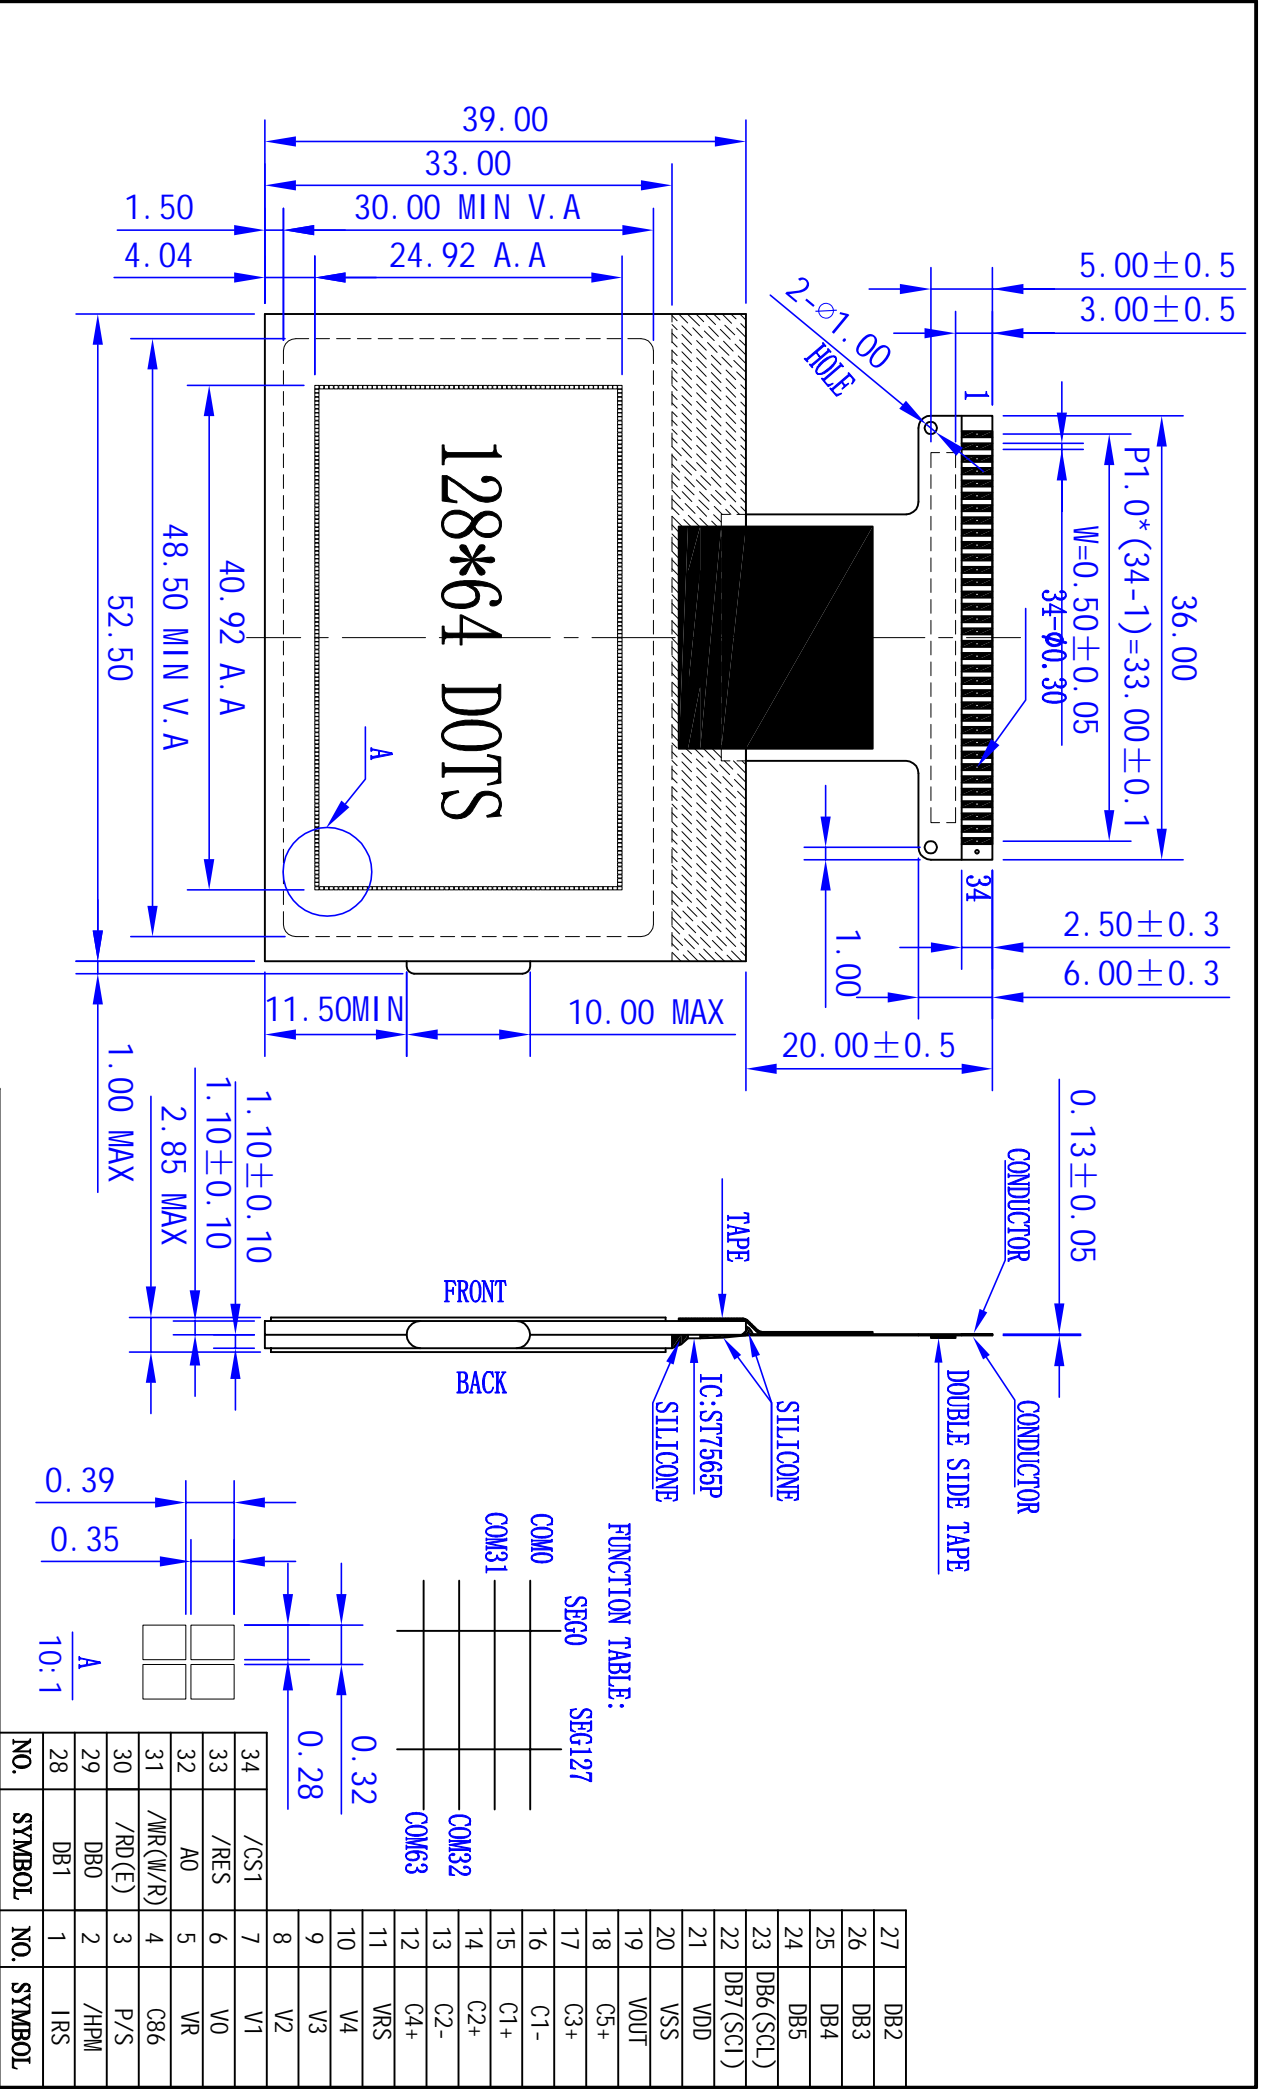 39.00
33.00
30.00 MIN V.A
24.92 A.A
1.50
4.04
5.00±0.5
3.00±0.5
2-⌀1.00
HOLE
1
36.00
P1.0*(34-1)=33.00±0.1
W=0.50±0.05
34-ϕ0.30
34
2.50±0.3
6.00±0.3
1.00
20.00±0.5
128*64 DOTS
A
40.92 A.A
48.50 MIN V.A
52.50
11.50MIN
10.00 MAX
1.00 MAX
1.10±0.10
1.10±0.10
2.85 MAX
0.13±0.05
CONDUCTOR
CONDUCTOR
TAPE
FRONT
BACK
DOUBLE SIDE TAPE
SILICONE
IC:ST7565P
SILICONE
FUNCTION TABLE:
SEG0
SEG127
COM0
COM31
COM32
COM63
0.39
0.35
0.32
0.28
A
10:1
27 DB2
26 DB3
25 DB4
24 DB5
23 DB6(SCL)
22 DB7(SCI)
21 VDD
20 VSS
19 VOUT
18 C5+
17 C3+
16 C1-
15 C1+
14 C2+
13 C2-
12 C4+
11 VRS
10 V4
9 V3
8 V2
34 /CS1 7 V1
33 /RES 6 V0
32 A0 5 VR
31 /WR(W/R) 4 C86
30 /RD(E) 3 P/S
29 DB0 2 /HPM
28 DB1 1 IRS
NO. SYMBOL NO. SYMBOL